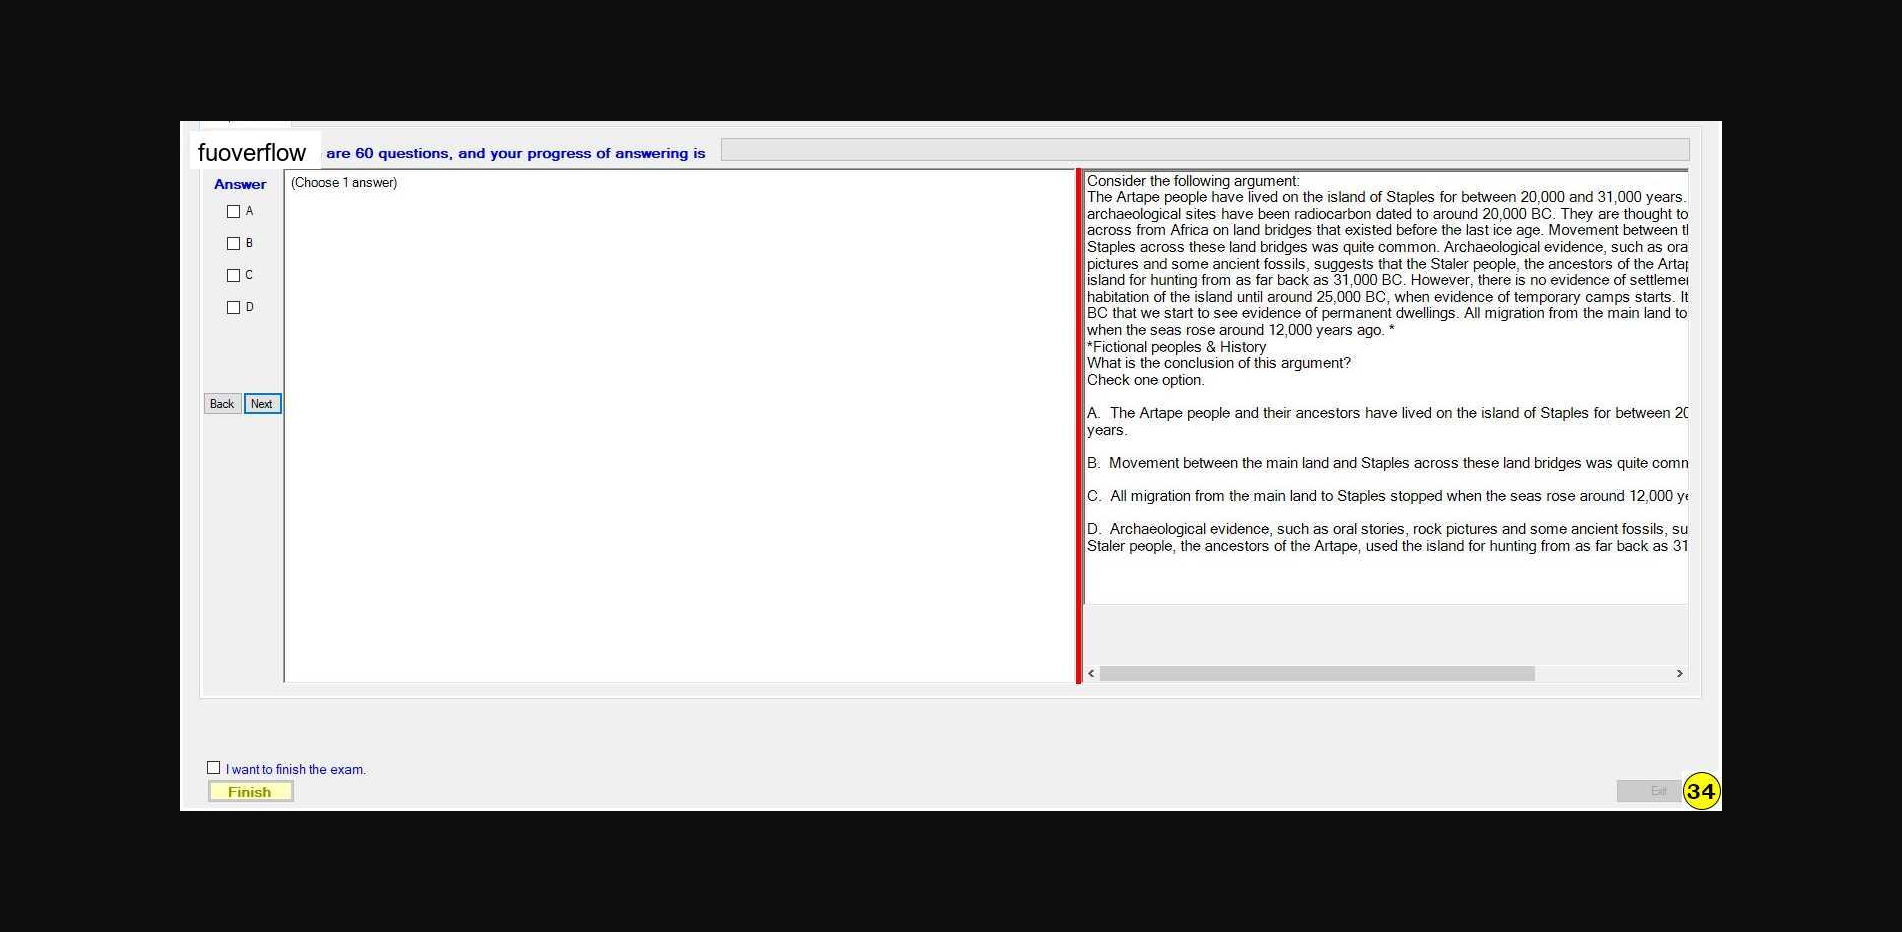 fuoverflow are 60 questions, and your progress of answering is
Answer
A
B
C
D
Back Next
(Choose 1 answer)
Consider the following argument:
The Artape people have lived on the island of Staples for between 20,000 and 31,000 years.
archaeological sites have been radiocarbon dated to around 20,000 BC. They are thought to
across from Africa on land bridges that existed before the last ice age. Movement between
Staples across these land bridges was quite common. Archaeological evidence, such as ora
pictures and some ancient fossils, suggests that the Staler people, the ancestors of the Artap
island for hunting from as far back as 31,000 BC. However, there is no evidence of settlemen
habitation of the island until around 25,000 BC, when evidence of temporary camps starts. It
BC that we start to see evidence of permanent dwellings. All migration from the main land to
when the seas rose around 12,000 years ago. *
*Fictional peoples & History
What is the conclusion of this argument?
Check one option.
A. The Artape people and their ancestors have lived on the island of Staples for between 20
years.
B. Movement between the main land and Staples across these land bridges was quite comm
C. All migration from the main land to Staples stopped when the seas rose around 12,000 ye
D. Archaeological evidence, such as oral stories, rock pictures and some ancient fossils, su
Staler people, the ancestors of the Artape, used the island for hunting from as far back as 31
I want to finish the exam.
Finish
Exit
34